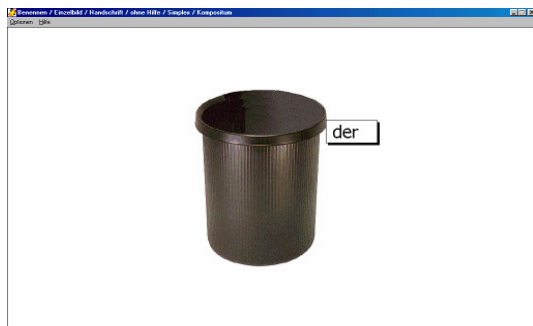 Benennen / Einzelbild / Handschrift / ohne Hilfe / Simplex / Kompositum
Optionen Hilfe
der